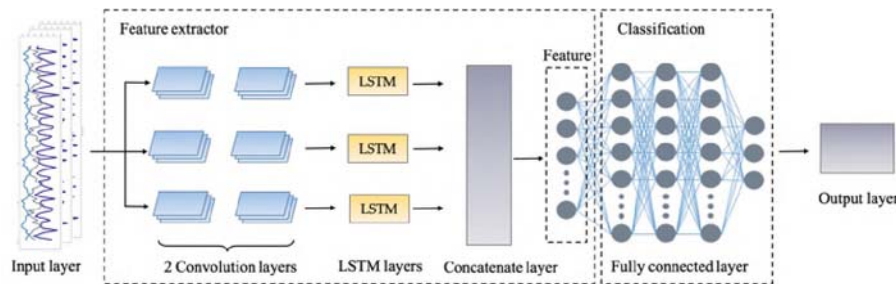 Feature extractor
Classification
Feature
LSTM
LSTM
LSTM
Input layer
2 Convolution layers
LSTM layers
Concatenate layer
Fully connected layer
Output layer